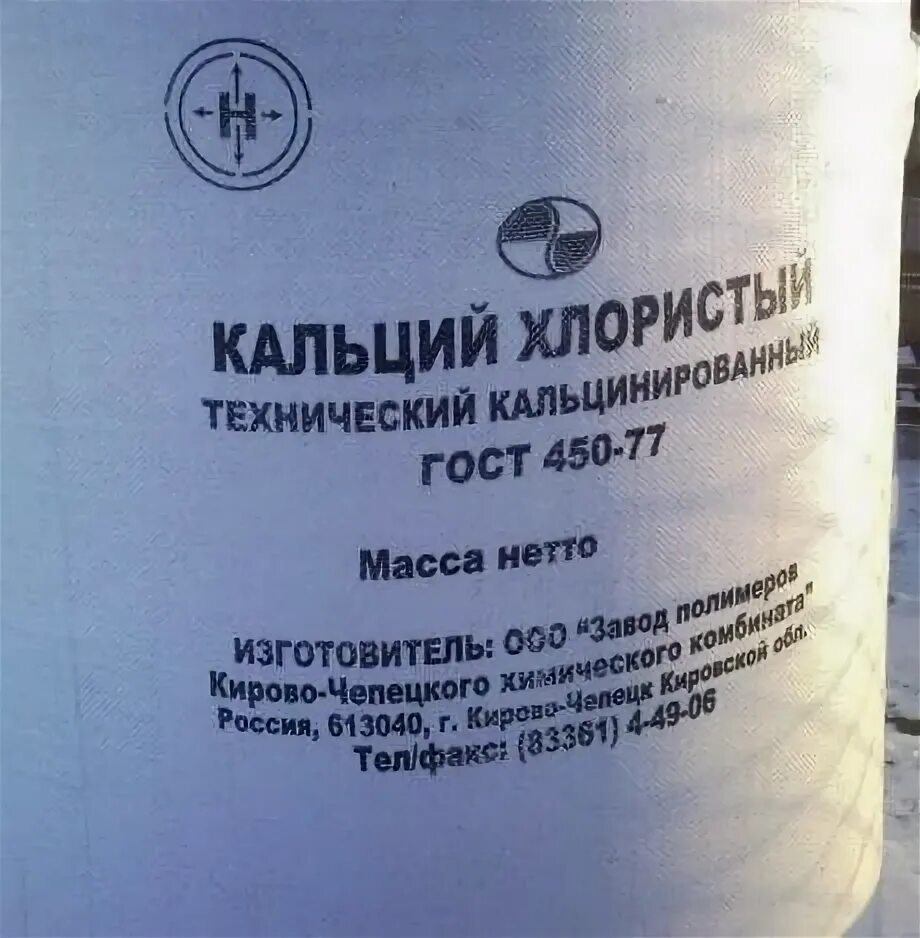 Н
КАЛЬЦИЙ ХЛОРИСТЫЙ
ТЕХНИЧЕСКИЙ КАЛЬЦИНИРОВАННЫЙ
ГОСТ 450-77
Масса нетто
ИЗГОТОВИТЕЛЬ: ООО "Завод полимеров
Кирово-Чепецкого химического комбината"
Россия, 613040, г. Кирово-Чепецк Кировской обл.
Тел/факс: (83361) 4-49-06